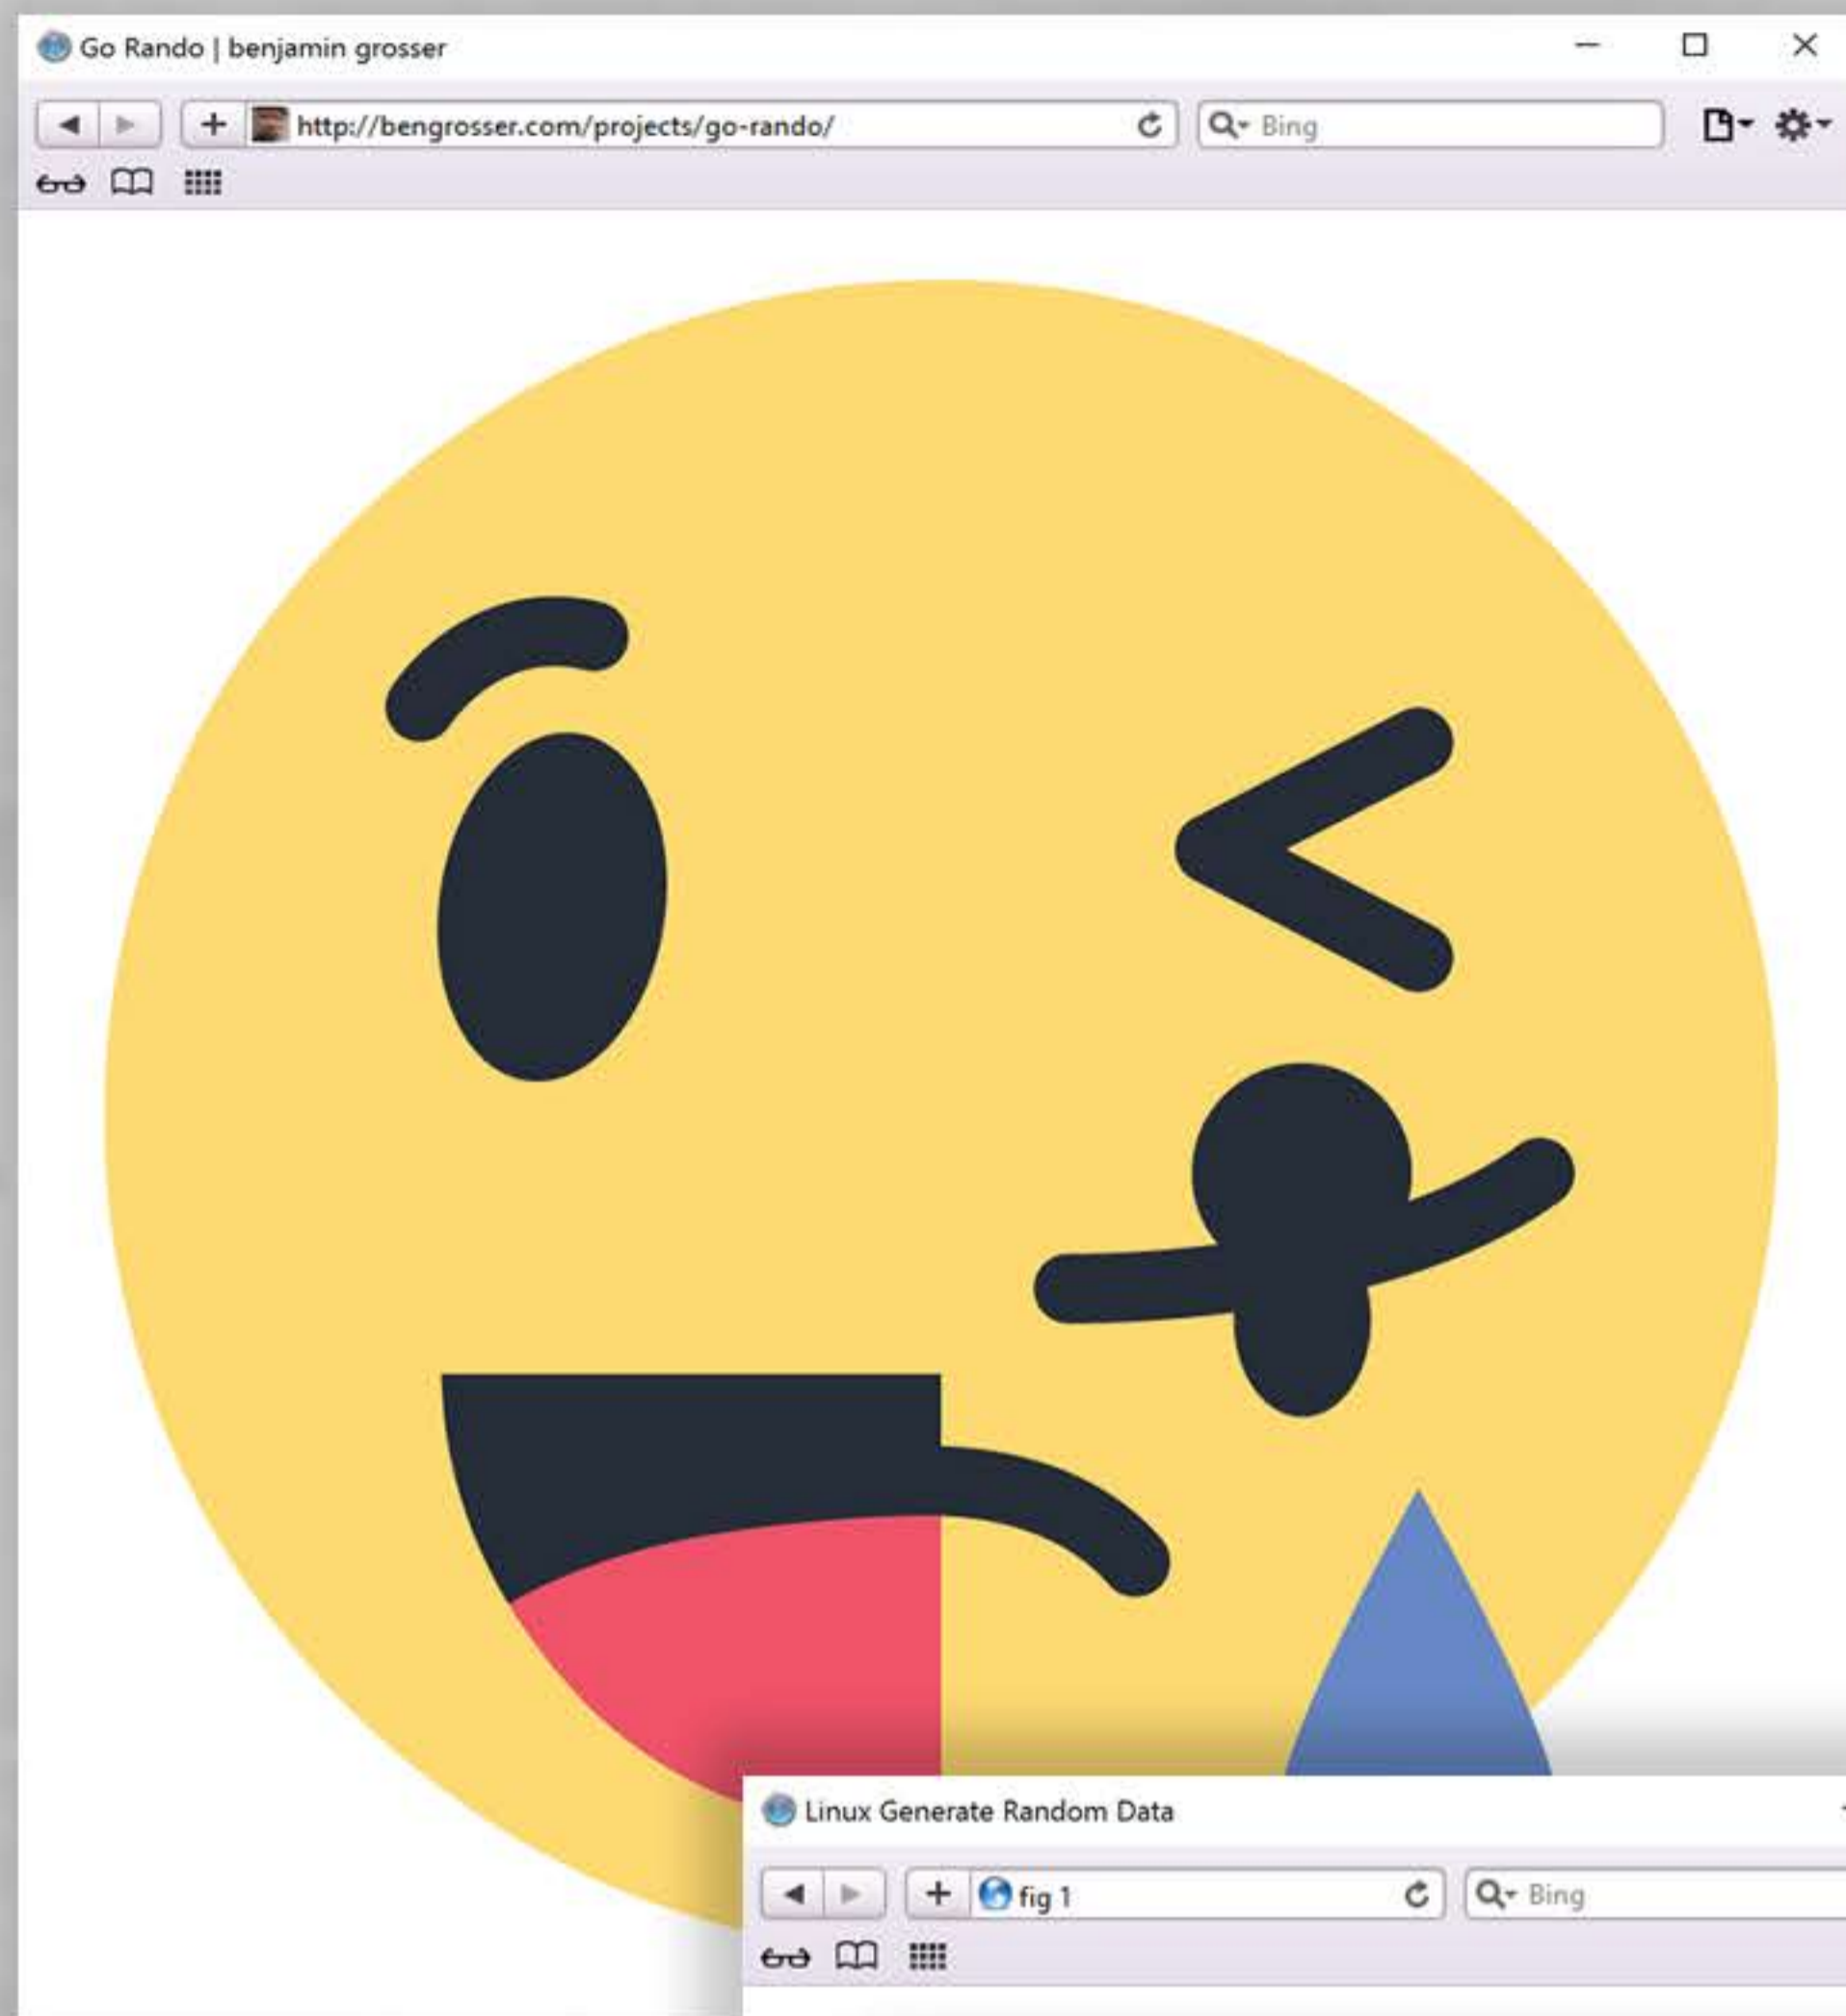 Go Rando | benjamin grosser
http://bengrosser.com/projects/go-rando/
Bing
Linux Generate Random Data
fig 1
Bing